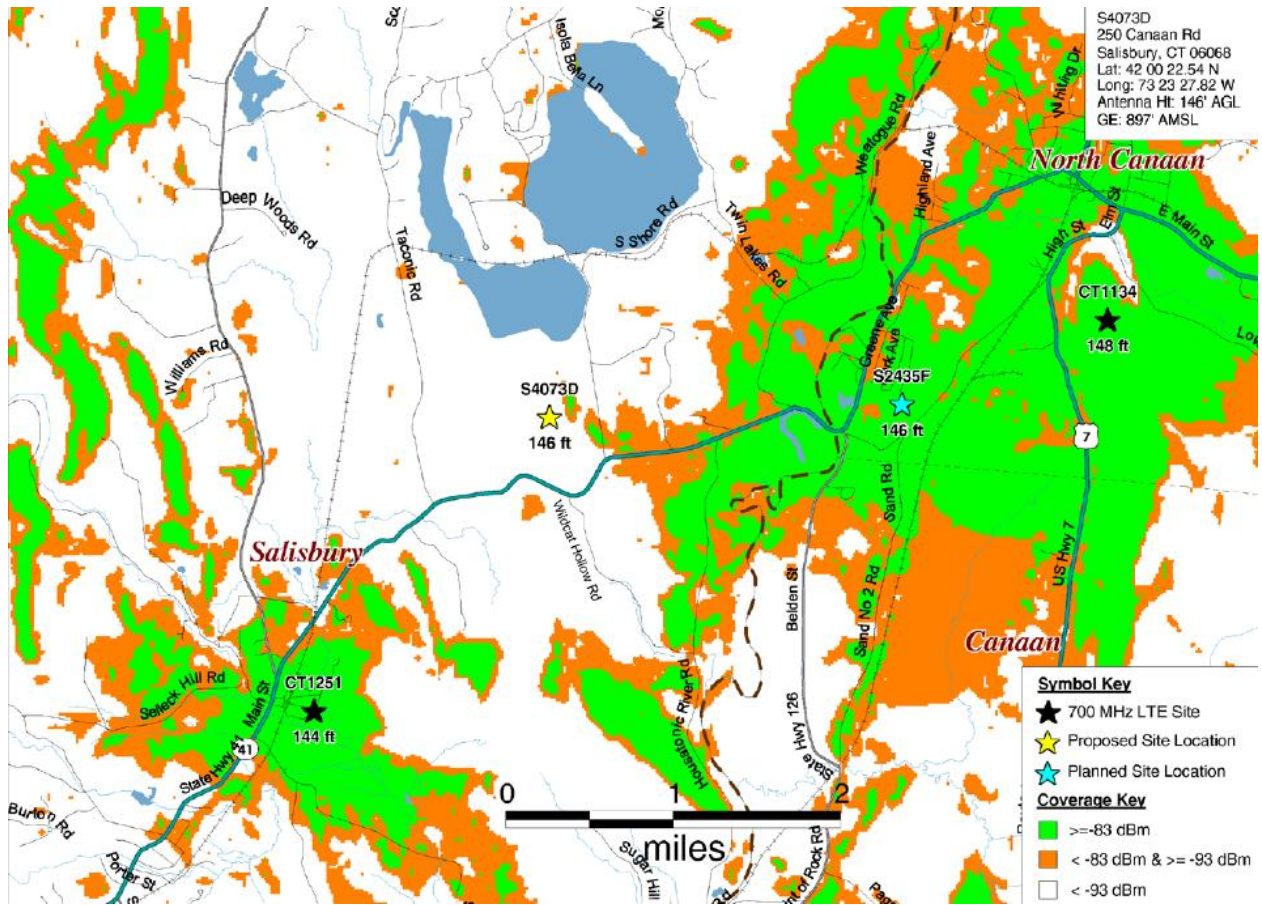 S4073D
250 Canaan Rd
Salisbury, CT 06068
Lat: 42 00 22.54 N
Long: 73 23 27.82 W
Antenna Ht: 146' AGL
GE: 897' AMSL
Isola Bella Ln
Whiting Dr
Weatogue Rd
North Canaan
Highland Ave
Deep Woods Rd
Taconic Rd
S Shore Rd
Twin Lakes Rd
High St
Elm St
E Main St
CT1134
148 ft
Williams Rd
Greene Ave
S4073D
146 ft
S2435F
146 ft
7
Sand Rd
Wildcat Hollow Rd
Salisbury
US Hwy 7
Belden St
Sand No 2 Rd
Canaan
Selleck Hill Rd
Main St
CT1251
144 ft
Housatonic River Rd
State Hwy 126
41
State Hwy 41
Burton Rd
Porter St
Sugar Hill
0 1 2
miles
Symbol Key
700 MHz LTE Site
Proposed Site Location
Planned Site Location
Coverage Key
>=-83 dBm
< -83 dBm & >= -93 dBm
< -93 dBm